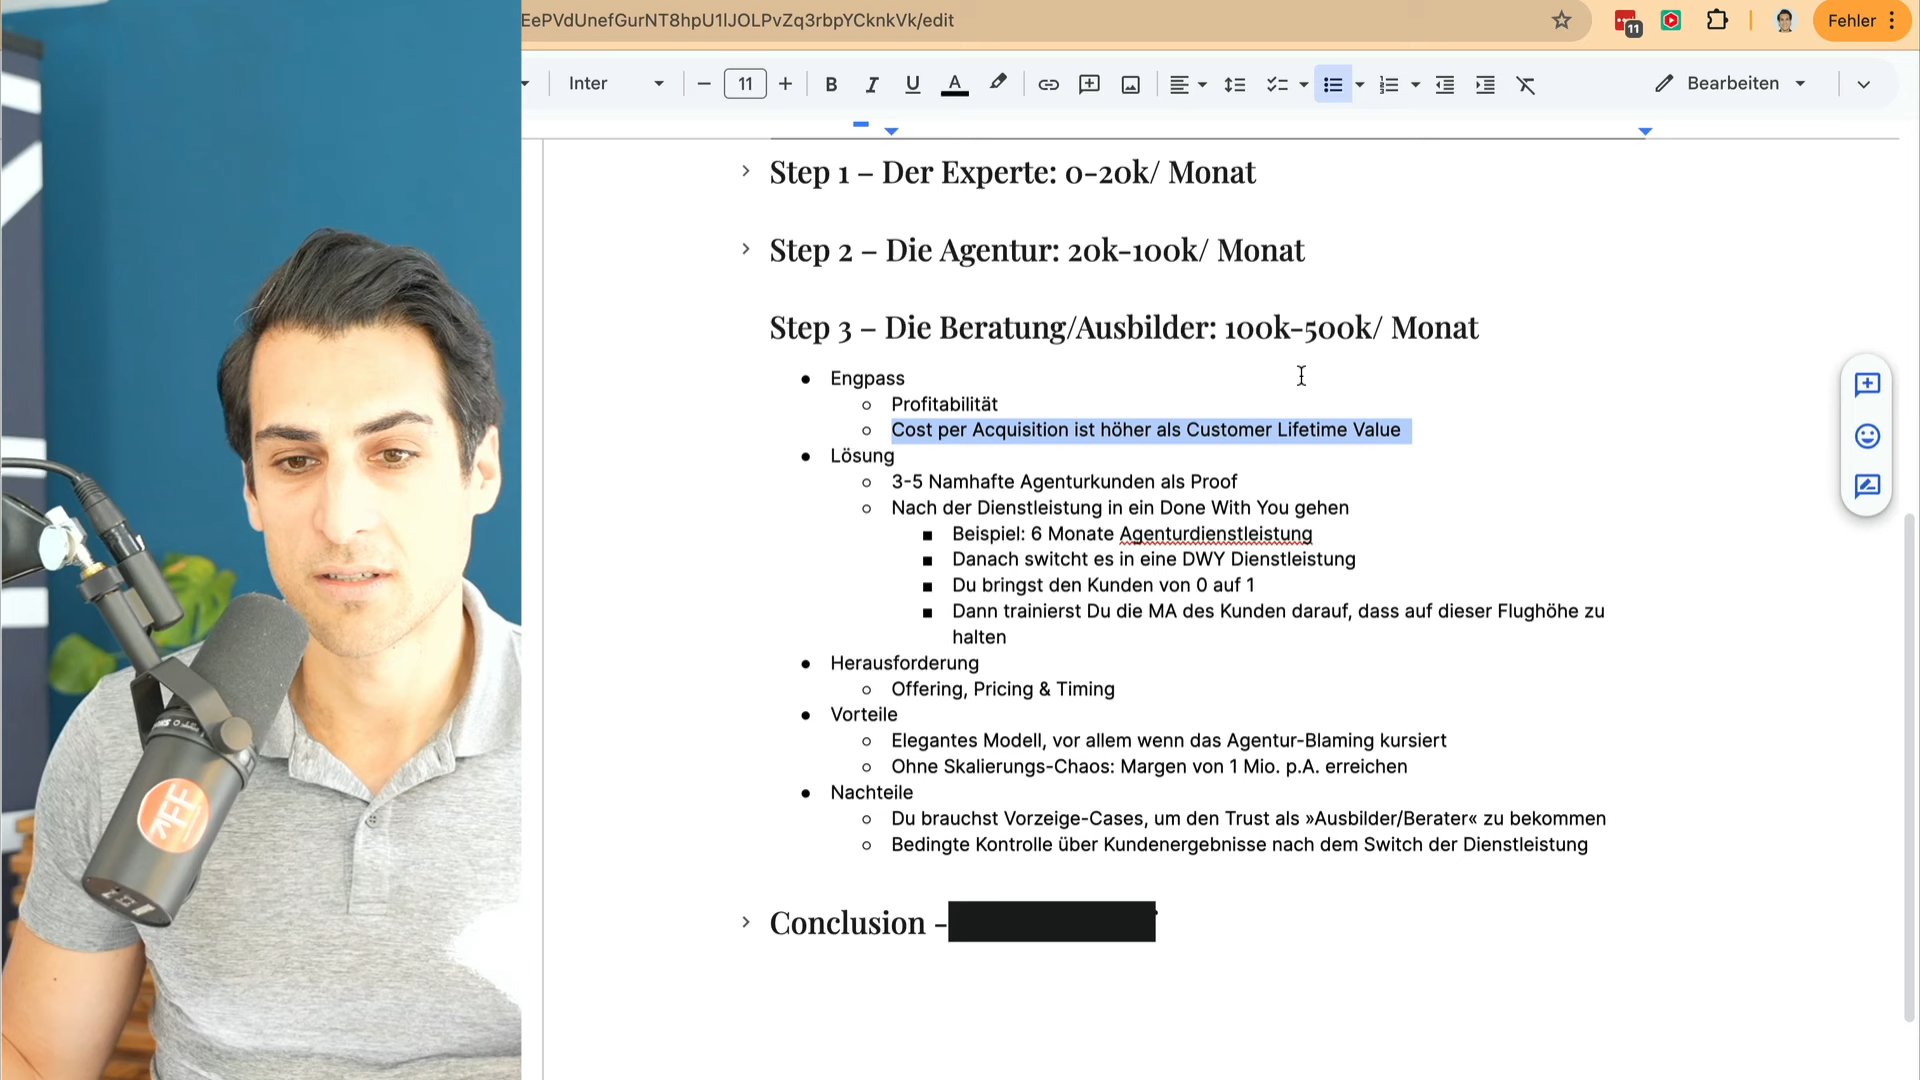 EePVdUnefGurNT8hpU1lJOLPvZq3rbpYCknkVk/edit
11
Fehler
Inter
11
B I U A
Bearbeiten
Step 1 – Der Experte: 0-20k/ Monat
Step 2 – Die Agentur: 20k-100k/ Monat
Step 3 – Die Beratung/Ausbilder: 100k-500k/ Monat
Engpass
Profitabilität
Cost per Acquisition ist höher als Customer Lifetime Value
Lösung
3-5 Namhafte Agenturkunden als Proof
Nach der Dienstleistung in ein Done With You gehen
Beispiel: 6 Monate Agenturdienstleistung
Danach switcht es in eine DWY Dienstleistung
Du bringst den Kunden von 0 auf 1
Dann trainierst Du die MA des Kunden darauf, dass auf dieser Flughöhe zu
halten
Herausforderung
Offering, Pricing & Timing
Vorteile
Elegantes Modell, vor allem wenn das Agentur-Blaming kursiert
Ohne Skalierungs-Chaos: Margen von 1 Mio. p.A. erreichen
Nachteile
Du brauchst Vorzeige-Cases, um den Trust als »Ausbilder/Berater« zu bekommen
Bedingte Kontrolle über Kundenergebnisse nach dem Switch der Dienstleistung
Conclusion –